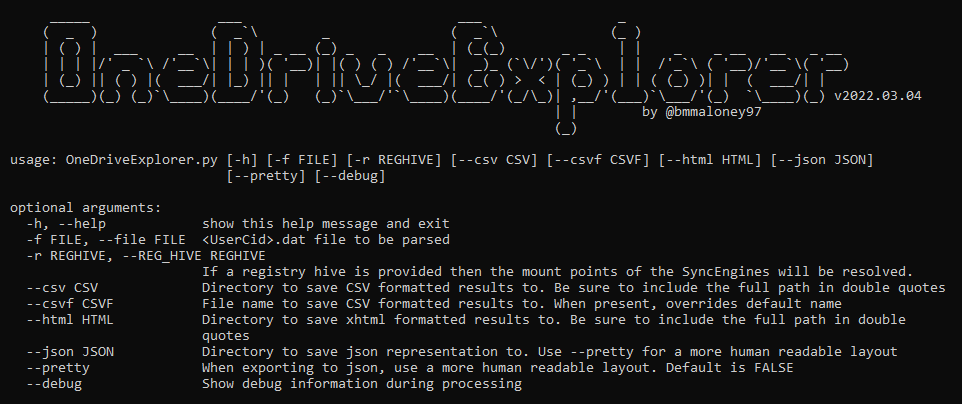 OneDriveExplorer
v2022.03.04
by @bmmaloney97
usage: OneDriveExplorer.py [-h] [-f FILE] [-r REGHIVE] [--csv CSV] [--csvf CSVF] [--html HTML] [--json JSON]
[--pretty] [--debug]
optional arguments:
-h, --help show this help message and exit
-f FILE, --file FILE <UserCid>.dat file to be parsed
-r REGHIVE, --REG_HIVE REGHIVE
If a registry hive is provided then the mount points of the SyncEngines will be resolved.
--csv CSV Directory to save CSV formatted results to. Be sure to include the full path in double quotes
--csvf CSVF File name to save CSV formatted results to. When present, overrides default name
--html HTML Directory to save xhtml formatted results to. Be sure to include the full path in double
quotes
--json JSON Directory to save json representation to. Use --pretty for a more human readable layout
--pretty When exporting to json, use a more human readable layout. Default is FALSE
--debug Show debug information during processing